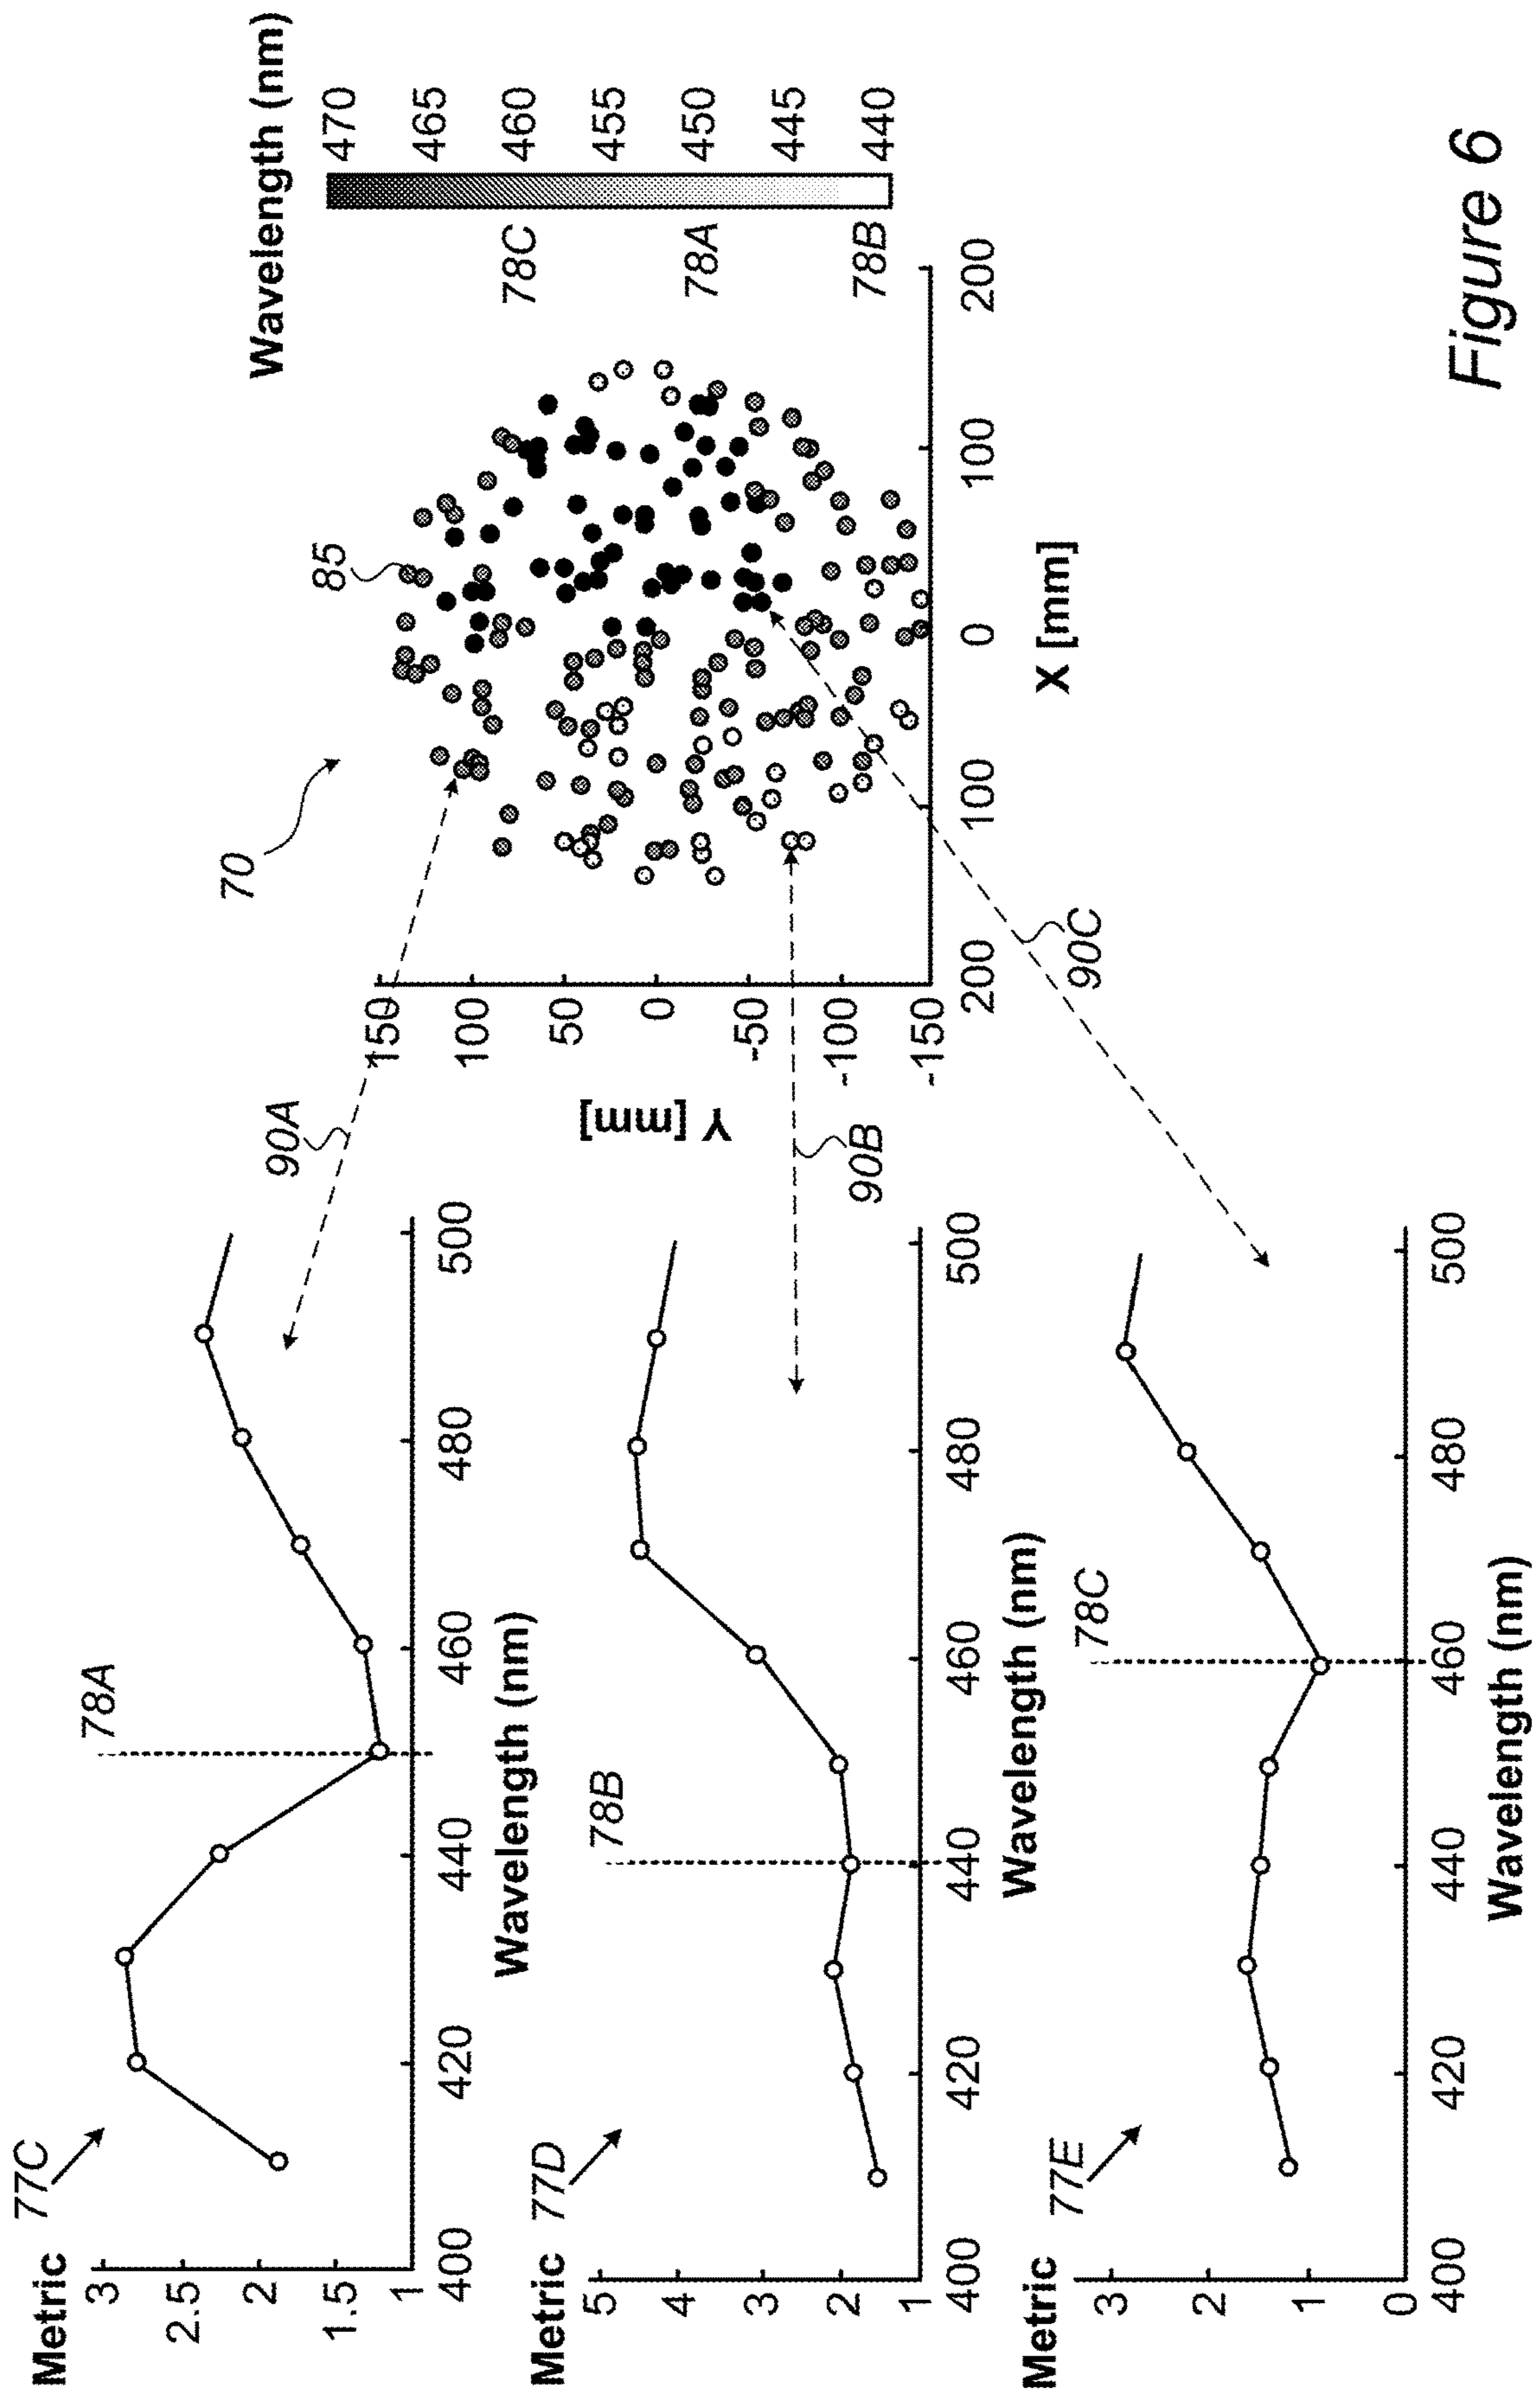 Metric
77C
78A
3
2.5
2
1.5
1
400
420
440
460
480
500
Wavelength (nm)
90A
Metric
77D
78B
5
4
3
2
1
400
420
440
460
480
500
Wavelength (nm)
90B
Metric
77E
78C
3
2
1
0
400
420
440
460
480
500
Wavelength (nm)
90C
70
85
Y [mm]
150
100
50
0
-50
-100
-150
200
100
0
100
200
X [mm]
Wavelength (nm)
470
465
460
455
450
445
440
78C
78A
78B
Figure 6